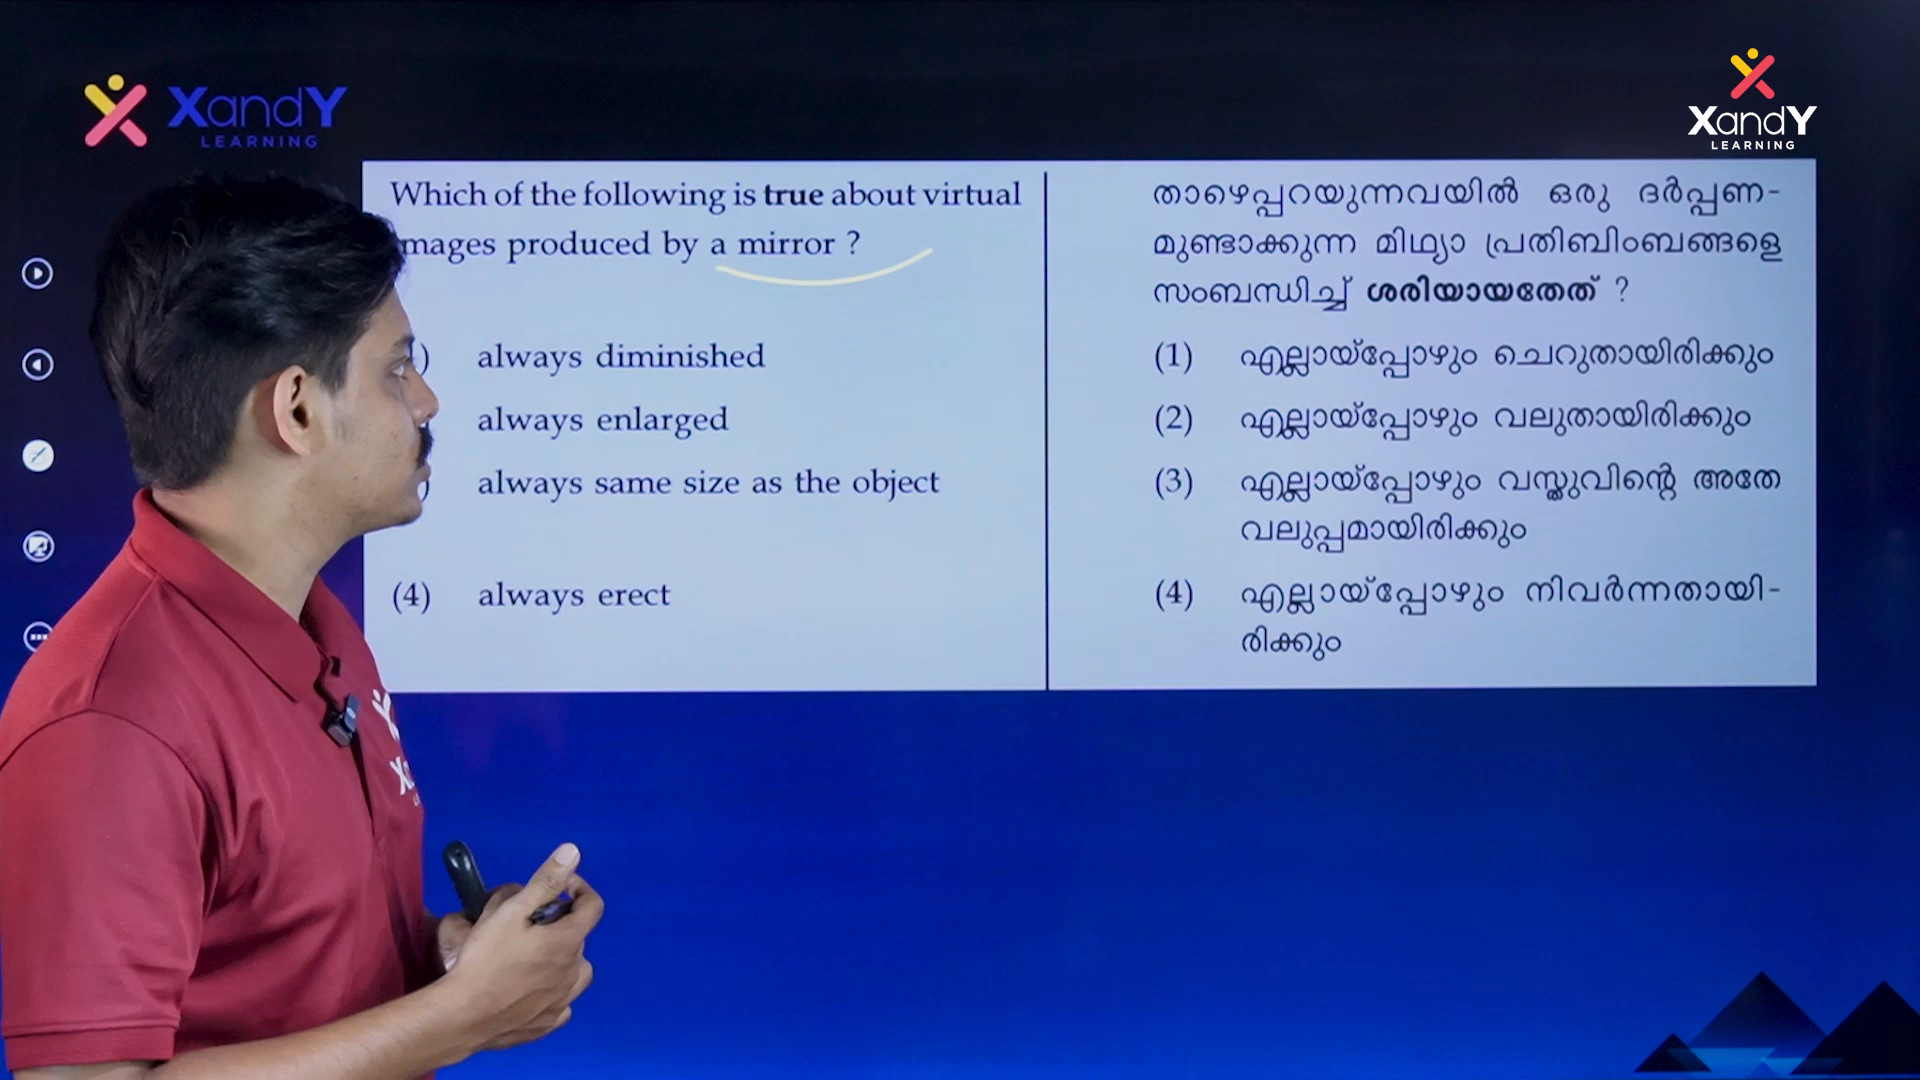 XandY
LEARNING
XandY
LEARNING
Which of the following is true about virtual
mages produced by a mirror ?
) always diminished
always enlarged
) always same size as the object
(4) always erect
താഴെപ്പറയുന്നവയിൽ ഒരു ദർപ്പണ-
മുണ്ടാക്കുന്ന മിഥ്യാ പ്രതിബിംബങ്ങളെ
സംബന്ധിച്ച് ശരിയായതേത് ?
(1) എല്ലായ്പ്പോഴും ചെറുതായിരിക്കും
(2) എല്ലായ്പ്പോഴും വലുതായിരിക്കും
(3) എല്ലായ്പ്പോഴും വസ്തുവിന്റെ അതേ
വലുപ്പമായിരിക്കും
(4) എല്ലായ്പ്പോഴും നിവർന്നതായി-
രിക്കും